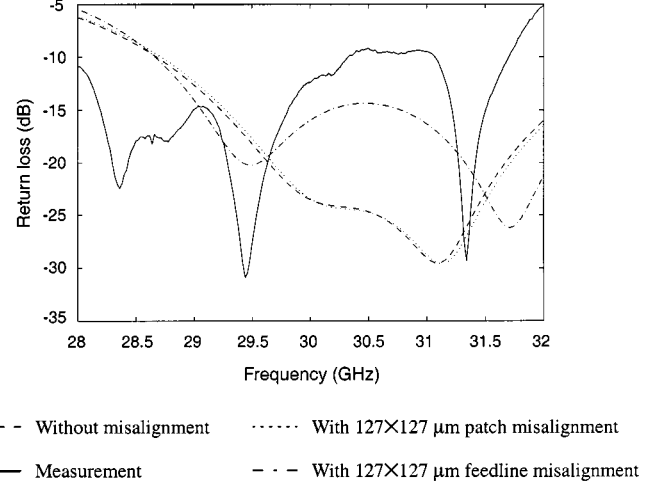 -5
-10
-15
-20
-25
-30
-35
Return loss (dB)
28 28.5 29 29.5 30 30.5 31 31.5 32
Frequency (GHz)
Without misalignment
With 127×127 μm patch misalignment
Measurement
With 127×127 μm feedline misalignment